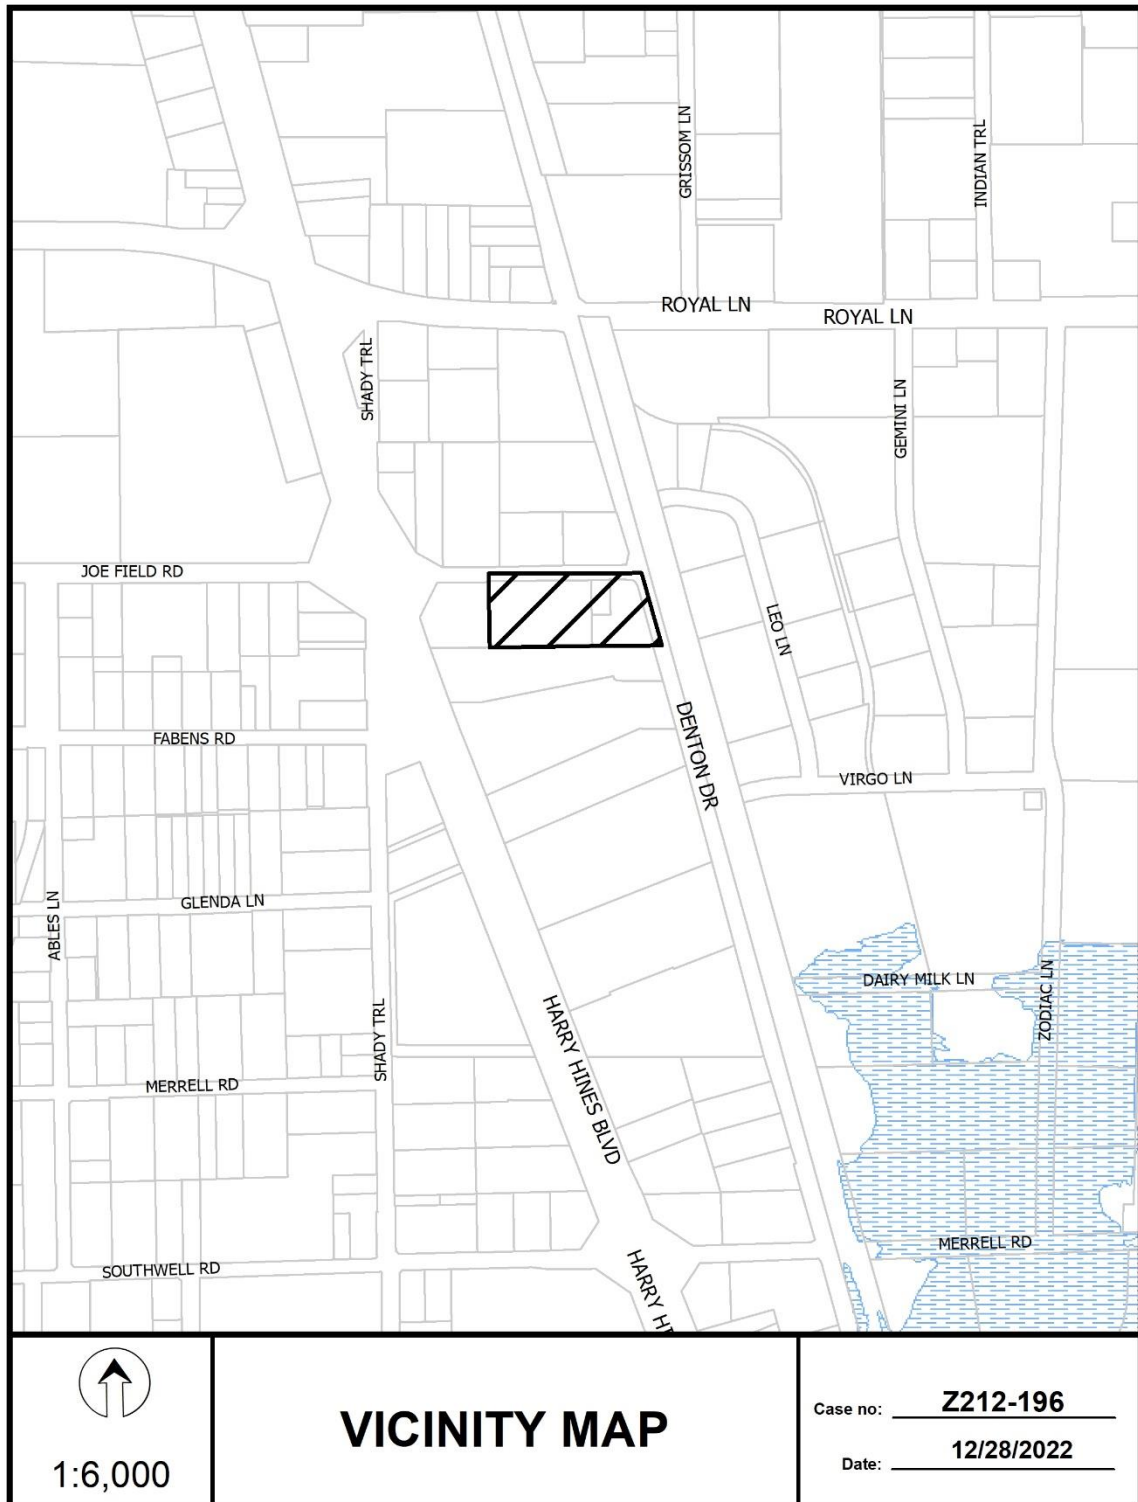 GRISSOM LN
INDIAN TRL
ROYAL LN
ROYAL LN
SHADY TRL
GEMINI LN
JOE FIELD RD
LEO LN
FABENS RD
DENTON DR
VIRGO LN
GLENDA LN
ABLES LN
DAIRY MILK LN
ZODIAC LN
SHADY TRL
HARRY HINES BLVD
MERRELL RD
MERRELL RD
SOUTHWELL RD
HARRY HI
1:6,000
VICINITY MAP
Case no: Z212-196
Date: 12/28/2022